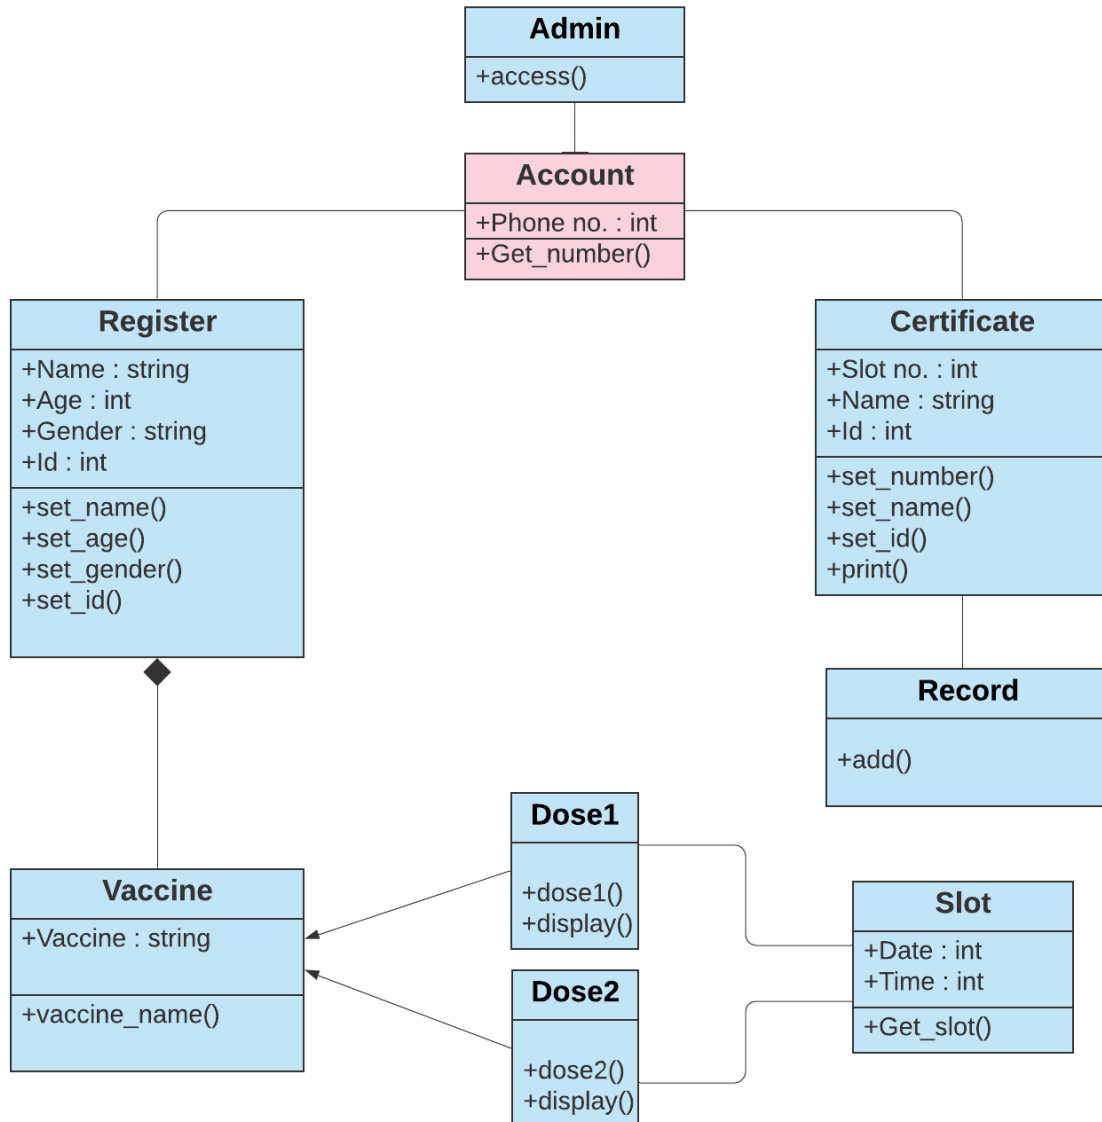 Admin
+access()
Account
+Phone no. : int
+Get_number()
Register
+Name : string
+Age : int
+Gender : string
+Id : int
+set_name()
+set_age()
+set_gender()
+set_id()
Certificate
+Slot no. : int
+Name : string
+Id : int
+set_number()
+set_name()
+set_id()
+print()
Record
+add()
Vaccine
+Vaccine : string
+vaccine_name()
Dose1
+dose1()
+display()
Dose2
+dose2()
+display()
Slot
+Date : int
+Time : int
+Get_slot()